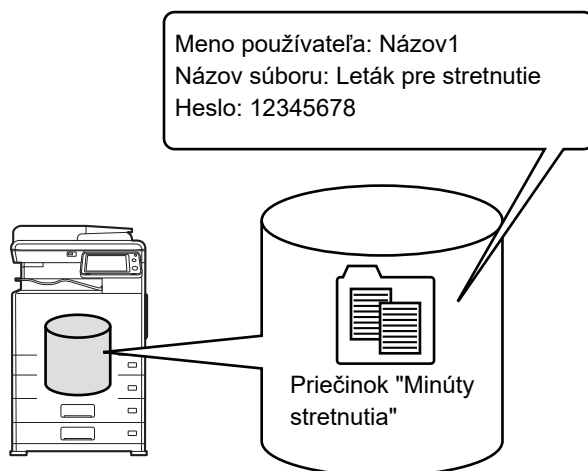 Meno používateľa: Názov1
Názov súboru: Leták pre stretnutie
Heslo: 12345678
Priečinok "Minúty
stretnutia"